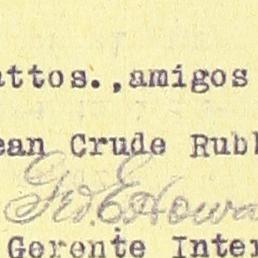 attos.,amigos
ean Crude Rubb
Geo. E. Howa
Gerente Inter